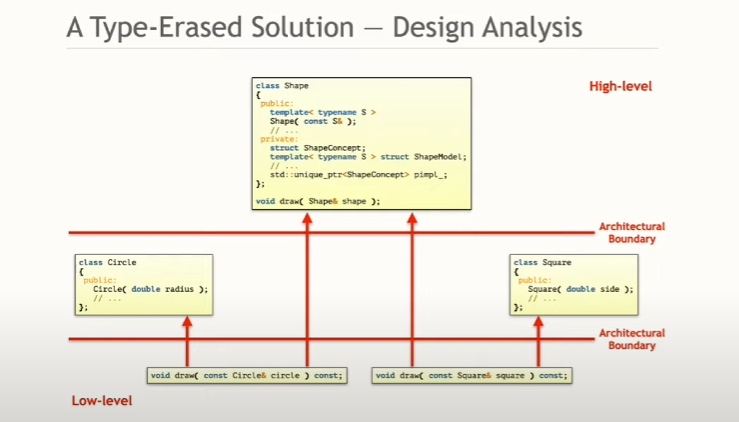 A Type-Erased Solution — Design Analysis
class Shape
{
public:
template< typename S >
Shape( const S& );
// ...
private:
struct ShapeConcept;
template< typename S > struct ShapeModel;
// ...
std::unique_ptr<ShapeConcept> pimpl_;
};
void draw( Shape& shape );
High-level
Architectural
Boundary
class Circle
{
public:
Circle( double radius );
// ...
};
class Square
{
public:
Square( double side );
// ...
};
Architectural
Boundary
void draw( const Circle& circle ) const;
void draw( const Square& square ) const;
Low-level